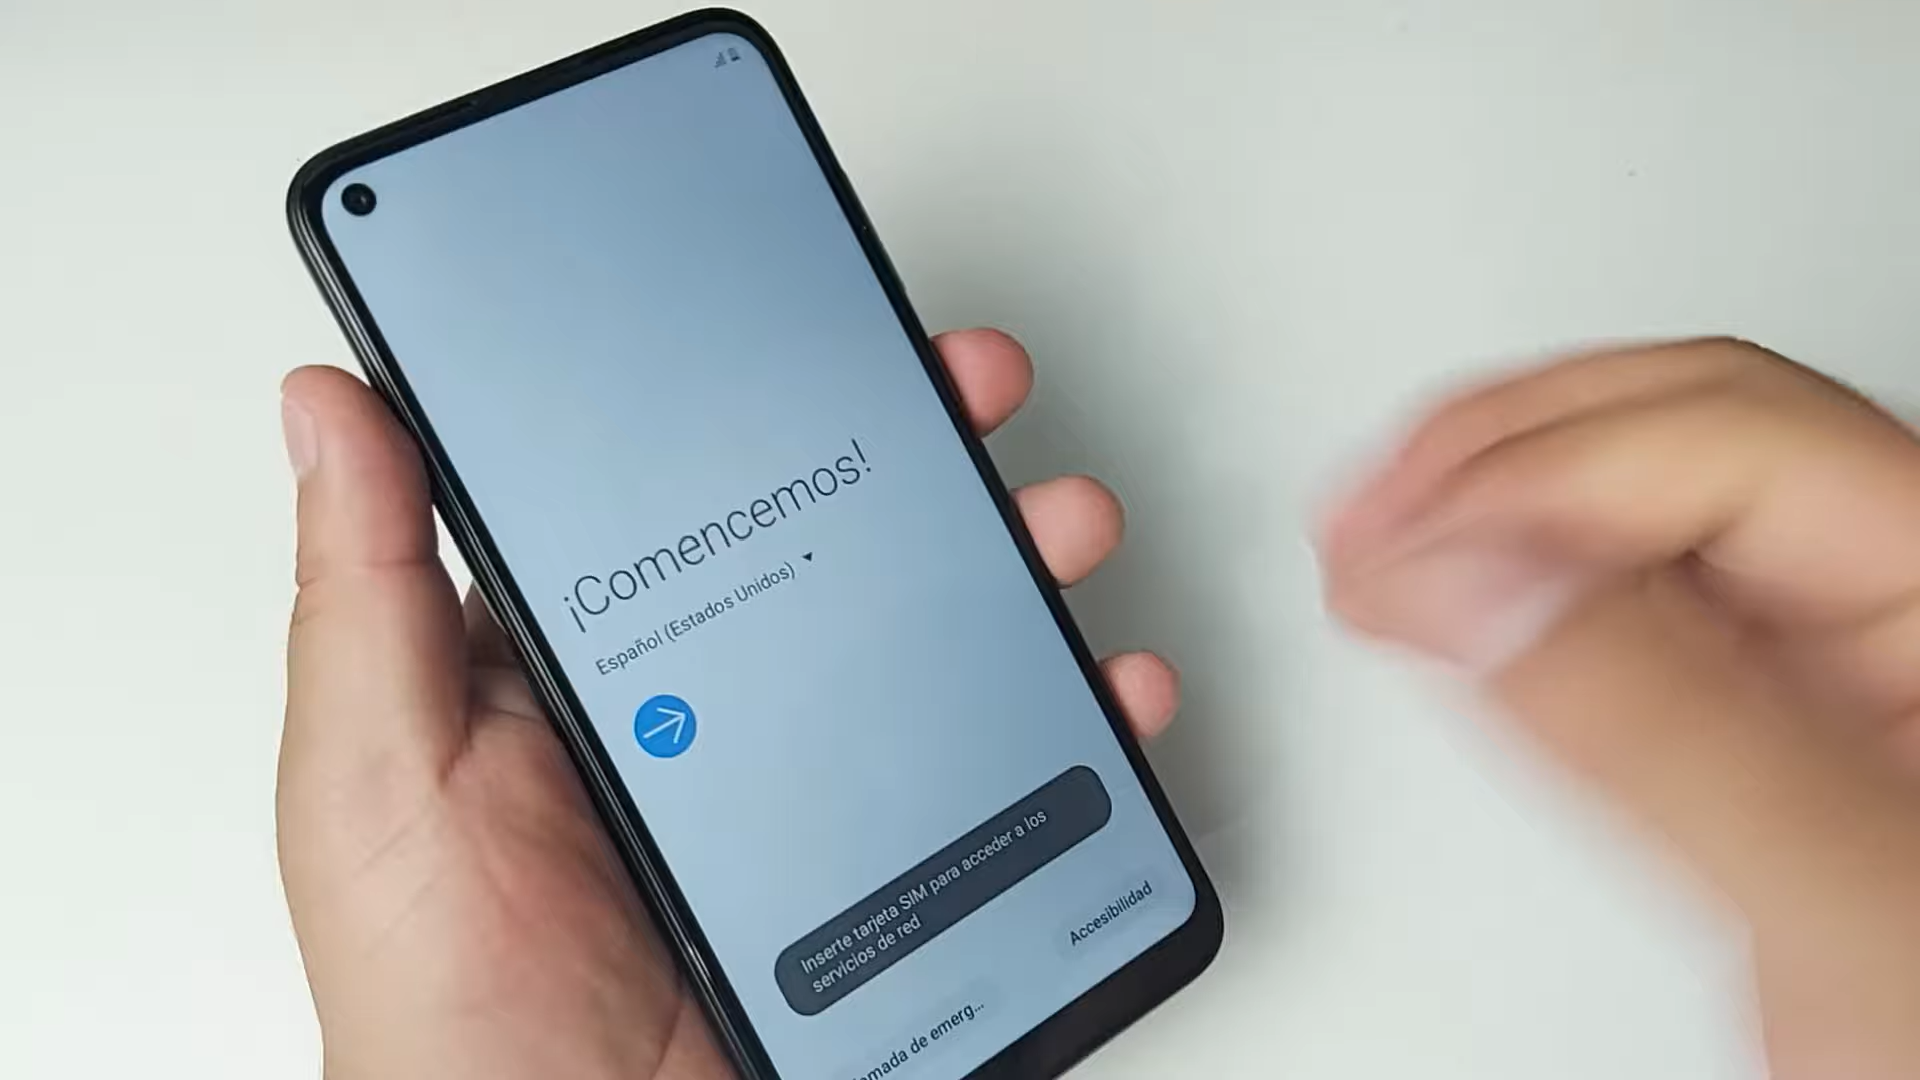 ¡Comencemos!
Español (Estados Unidos)
Inserte tarjeta SIM para acceder a los
servicios de red
Accesibilidad
amada de emerg...